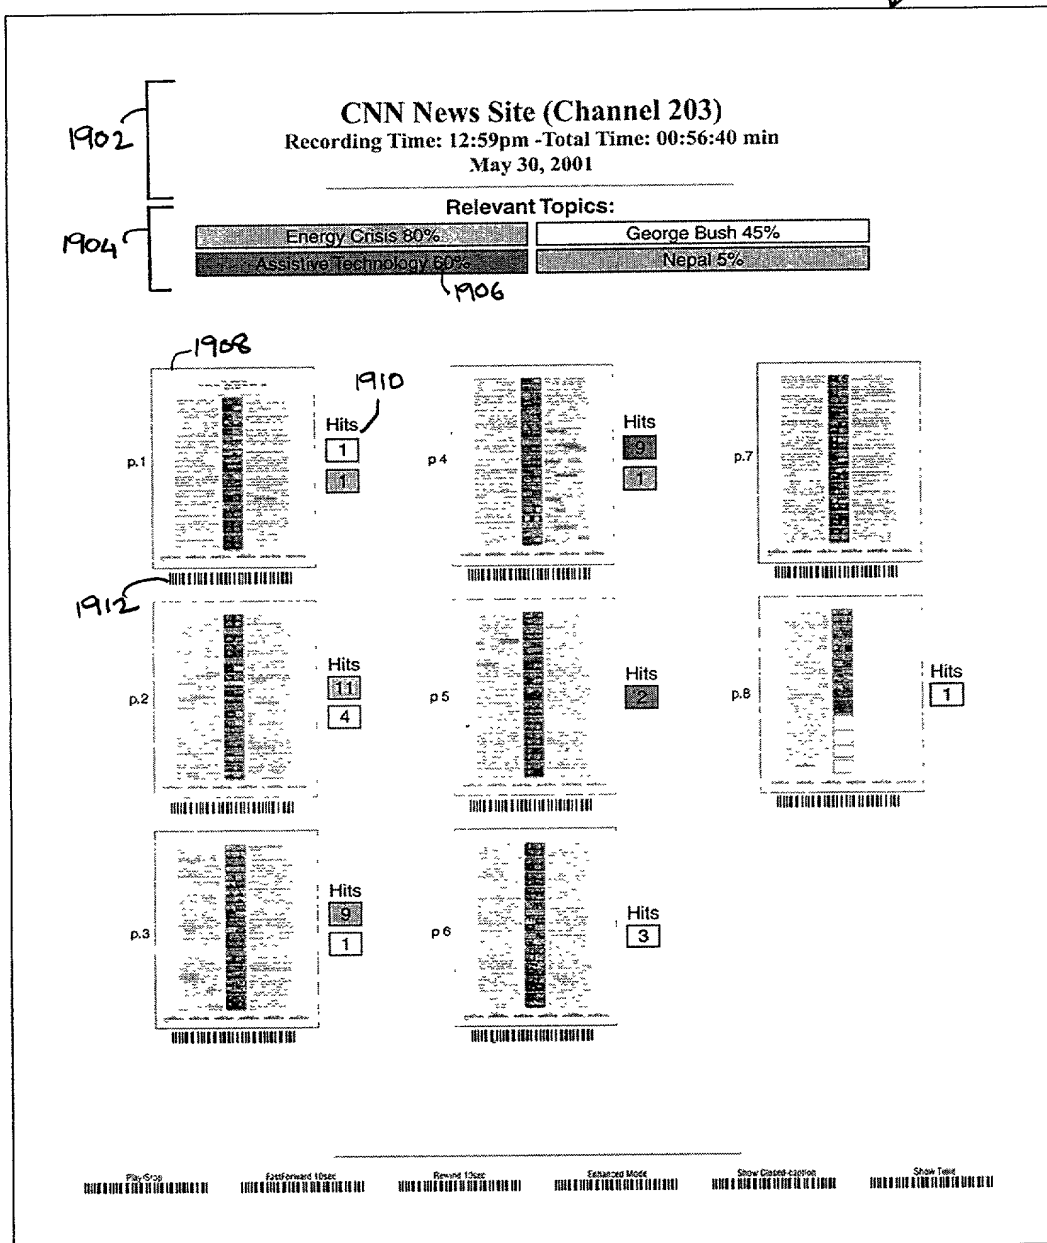 1902
CNN News Site (Channel 203)
Recording Time: 12:59pm -Total Time: 00:56:40 min
May 30, 2001
1904
Relevant Topics:
Energy Crisis 80% George Bush 45%
Assistive Technology 60% Nepal 5%
1906
1908
1910
p.1
Hits
1
1
p 4
Hits
9
1
p.7
1912
p.2
Hits
11
4
p 5
Hits
2
p.8
Hits
1
p.3
Hits
9
1
p 6
Hits
3
Play/Stop FastForward 10sec Rewind 10sec Enhanced Mode Show Closed-caption Show Time